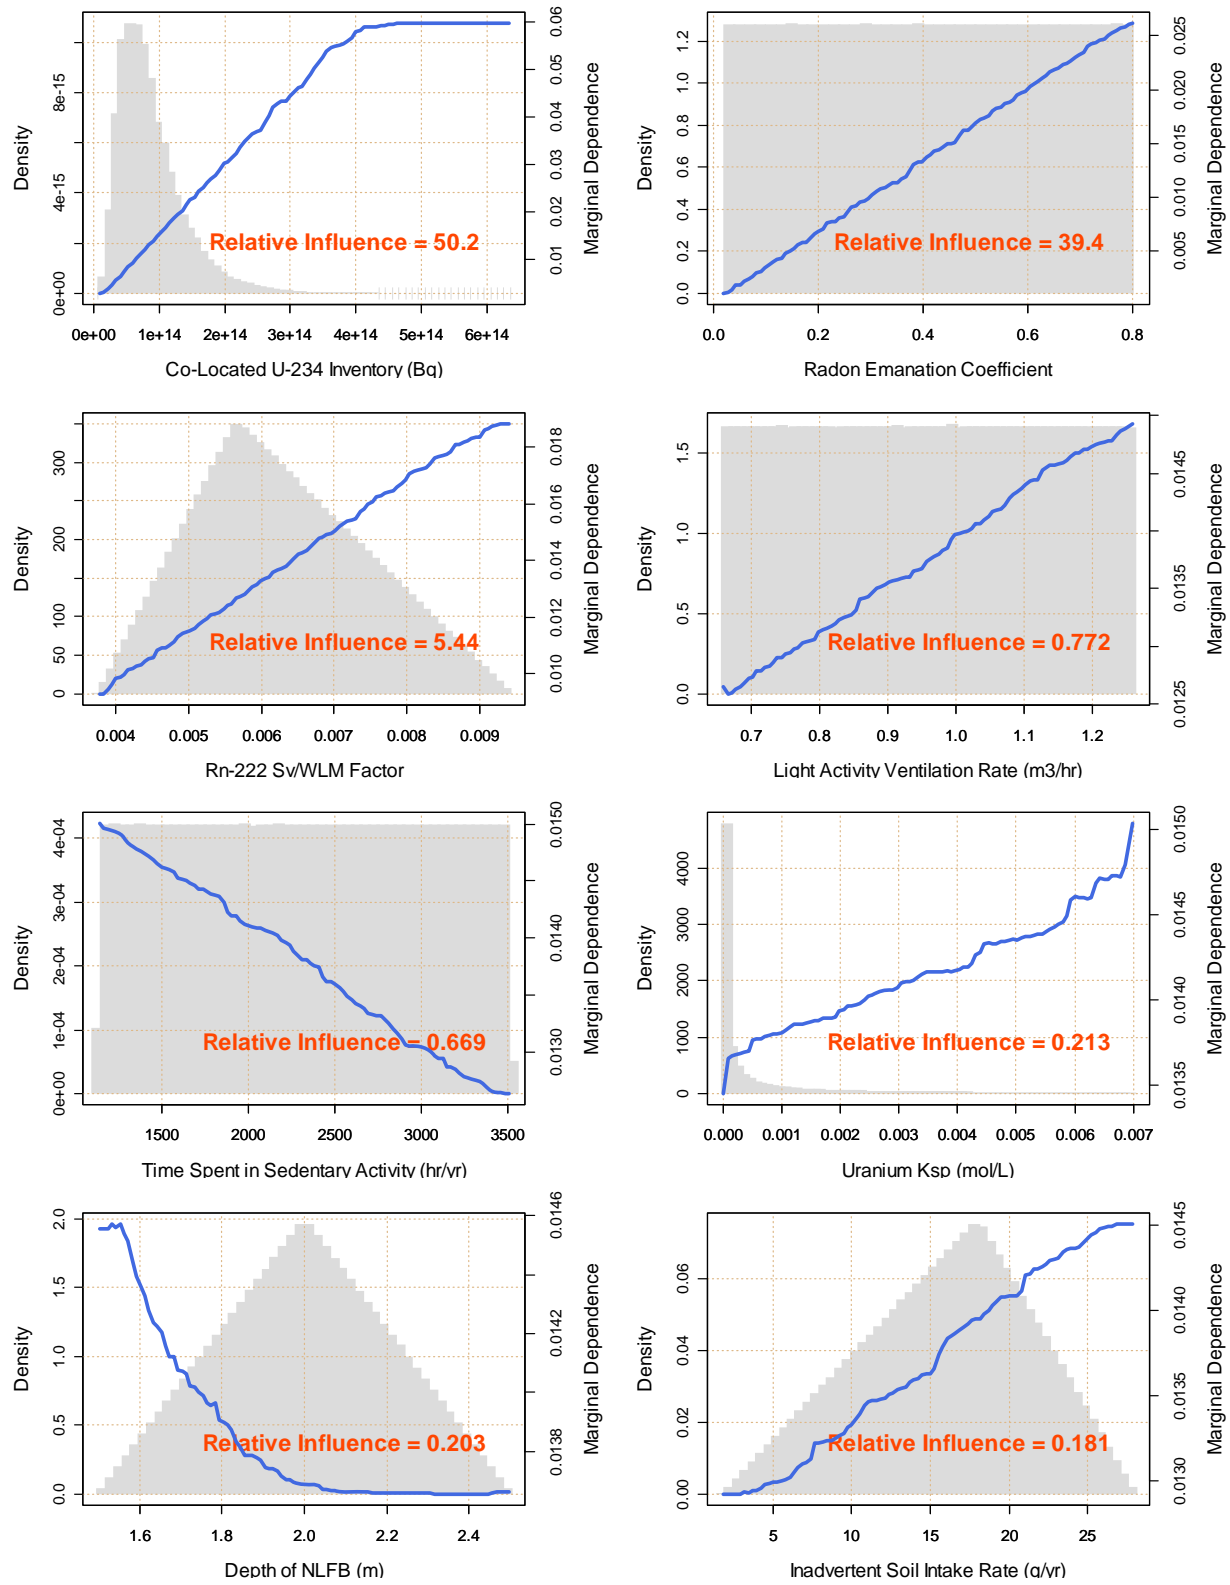 Density
0e+00 4e-15 8e-15
0.01 0.02 0.03 0.04 0.05 0.06
Marginal Dependence
Relative Influence = 50.2
0e+00 1e+14 2e+14 3e+14 4e+14 5e+14 6e+14
Co-Located U-234 Inventory (Bq)
Density
0.0 0.2 0.4 0.6 0.8 1.0 1.2
0.005 0.010 0.015 0.020 0.025
Marginal Dependence
Relative Influence = 39.4
0.0 0.2 0.4 0.6 0.8
Radon Emanation Coefficient
Density
0 50 100 200 300
0.010 0.012 0.014 0.016 0.018
Marginal Dependence
Relative Influence = 5.44
0.004 0.005 0.006 0.007 0.008 0.009
Rn-222 Sv/WLM Factor
Density
0.0 0.5 1.0 1.5
0.0125 0.0135 0.0145
Marginal Dependence
Relative Influence = 0.772
0.7 0.8 0.9 1.0 1.1 1.2
Light Activity Ventilation Rate (m3/hr)
Density
0e+00 1e-04 2e-04 3e-04 4e-04
0.0130 0.0140 0.0150
Marginal Dependence
Relative Influence = 0.669
1500 2000 2500 3000 3500
Time Spent in Sedentary Activity (hr/yr)
Density
0 1000 2000 3000 4000
0.0135 0.0140 0.0145 0.0150
Marginal Dependence
Relative Influence = 0.213
0.000 0.001 0.002 0.003 0.004 0.005 0.006 0.007
Uranium Ksp (mol/L)
Density
0.0 0.5 1.0 1.5 2.0
0.0138 0.0142 0.0146
Marginal Dependence
Relative Influence = 0.203
1.6 1.8 2.0 2.2 2.4
Depth of NLFB (m)
Density
0.00 0.02 0.04 0.06
0.0130 0.0135 0.0140 0.0145
Marginal Dependence
Relative Influence = 0.181
5 10 15 20 25
Inadvertent Soil Intake Rate (g/yr)